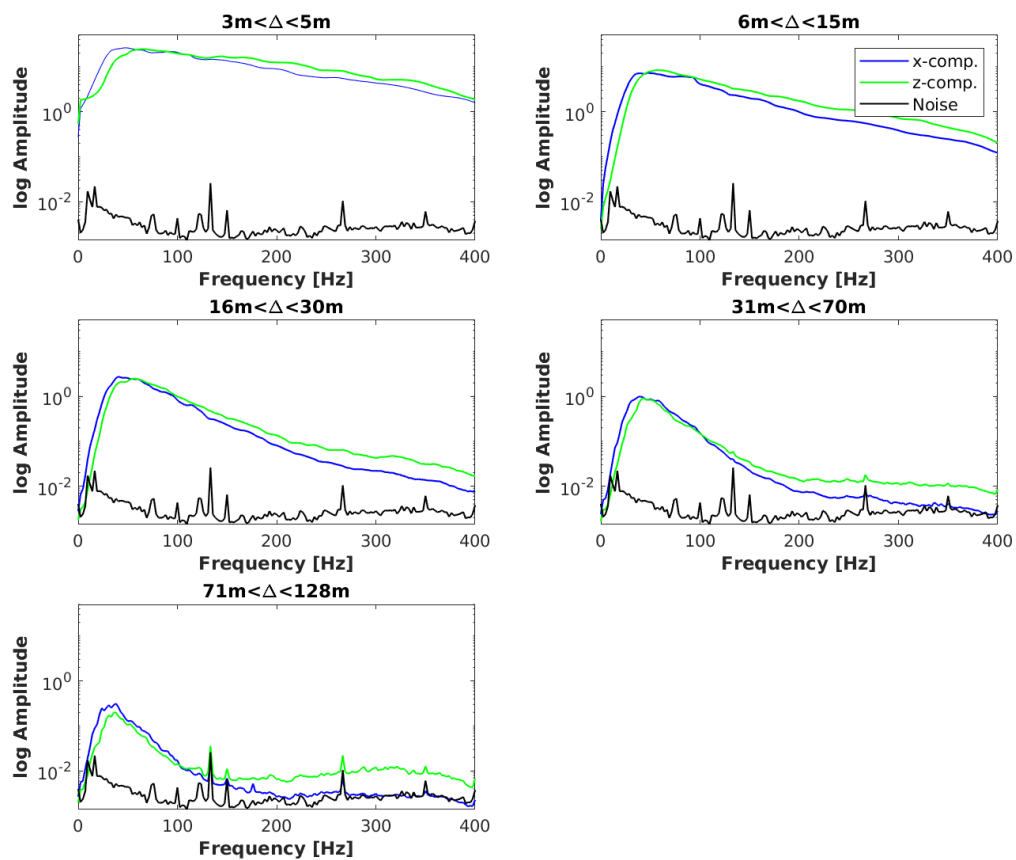 3m<Δ<5m
log Amplitude
10^0
10^-2
0 100 200 300 400
Frequency [Hz]
6m<Δ<15m
x-comp.
z-comp.
Noise
log Amplitude
10^0
10^-2
0 100 200 300 400
Frequency [Hz]
16m<Δ<30m
log Amplitude
10^0
10^-2
0 100 200 300 400
Frequency [Hz]
31m<Δ<70m
log Amplitude
10^0
10^-2
0 100 200 300 400
Frequency [Hz]
71m<Δ<128m
log Amplitude
10^0
10^-2
0 100 200 300 400
Frequency [Hz]